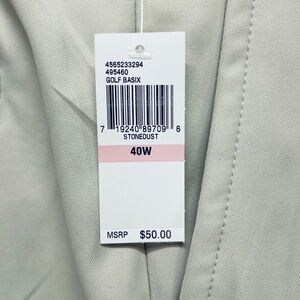 4565233294
495460
GOLF BASIX
7 19240 89709 6
STONEDUST
40W
MSRP $50.00